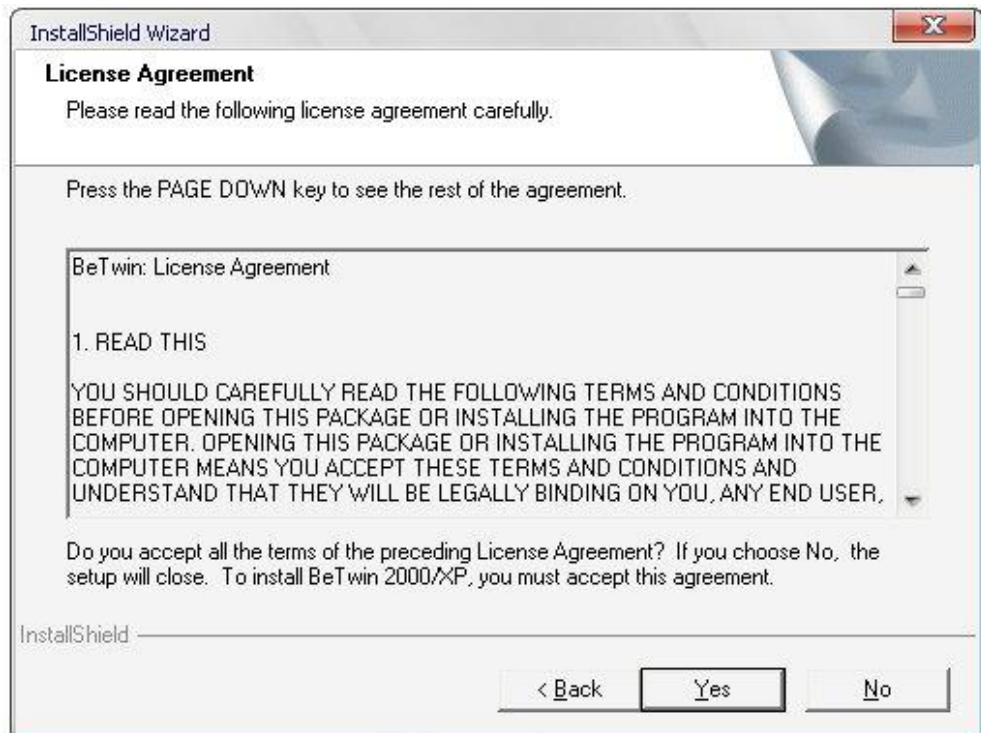 InstallShield Wizard
License Agreement
Please read the following license agreement carefully.
Press the PAGE DOWN key to see the rest of the agreement.
BeTwin: License Agreement
1. READ THIS
YOU SHOULD CAREFULLY READ THE FOLLOWING TERMS AND CONDITIONS
BEFORE OPENING THIS PACKAGE OR INSTALLING THE PROGRAM INTO THE
COMPUTER. OPENING THIS PACKAGE OR INSTALLING THE PROGRAM INTO THE
COMPUTER MEANS YOU ACCEPT THESE TERMS AND CONDITIONS AND
UNDERSTAND THAT THEY WILL BE LEGALLY BINDING ON YOU, ANY END USER,
Do you accept all the terms of the preceding License Agreement? If you choose No, the
setup will close. To install BeTwin 2000/XP, you must accept this agreement.
InstallShield
< Back Yes No